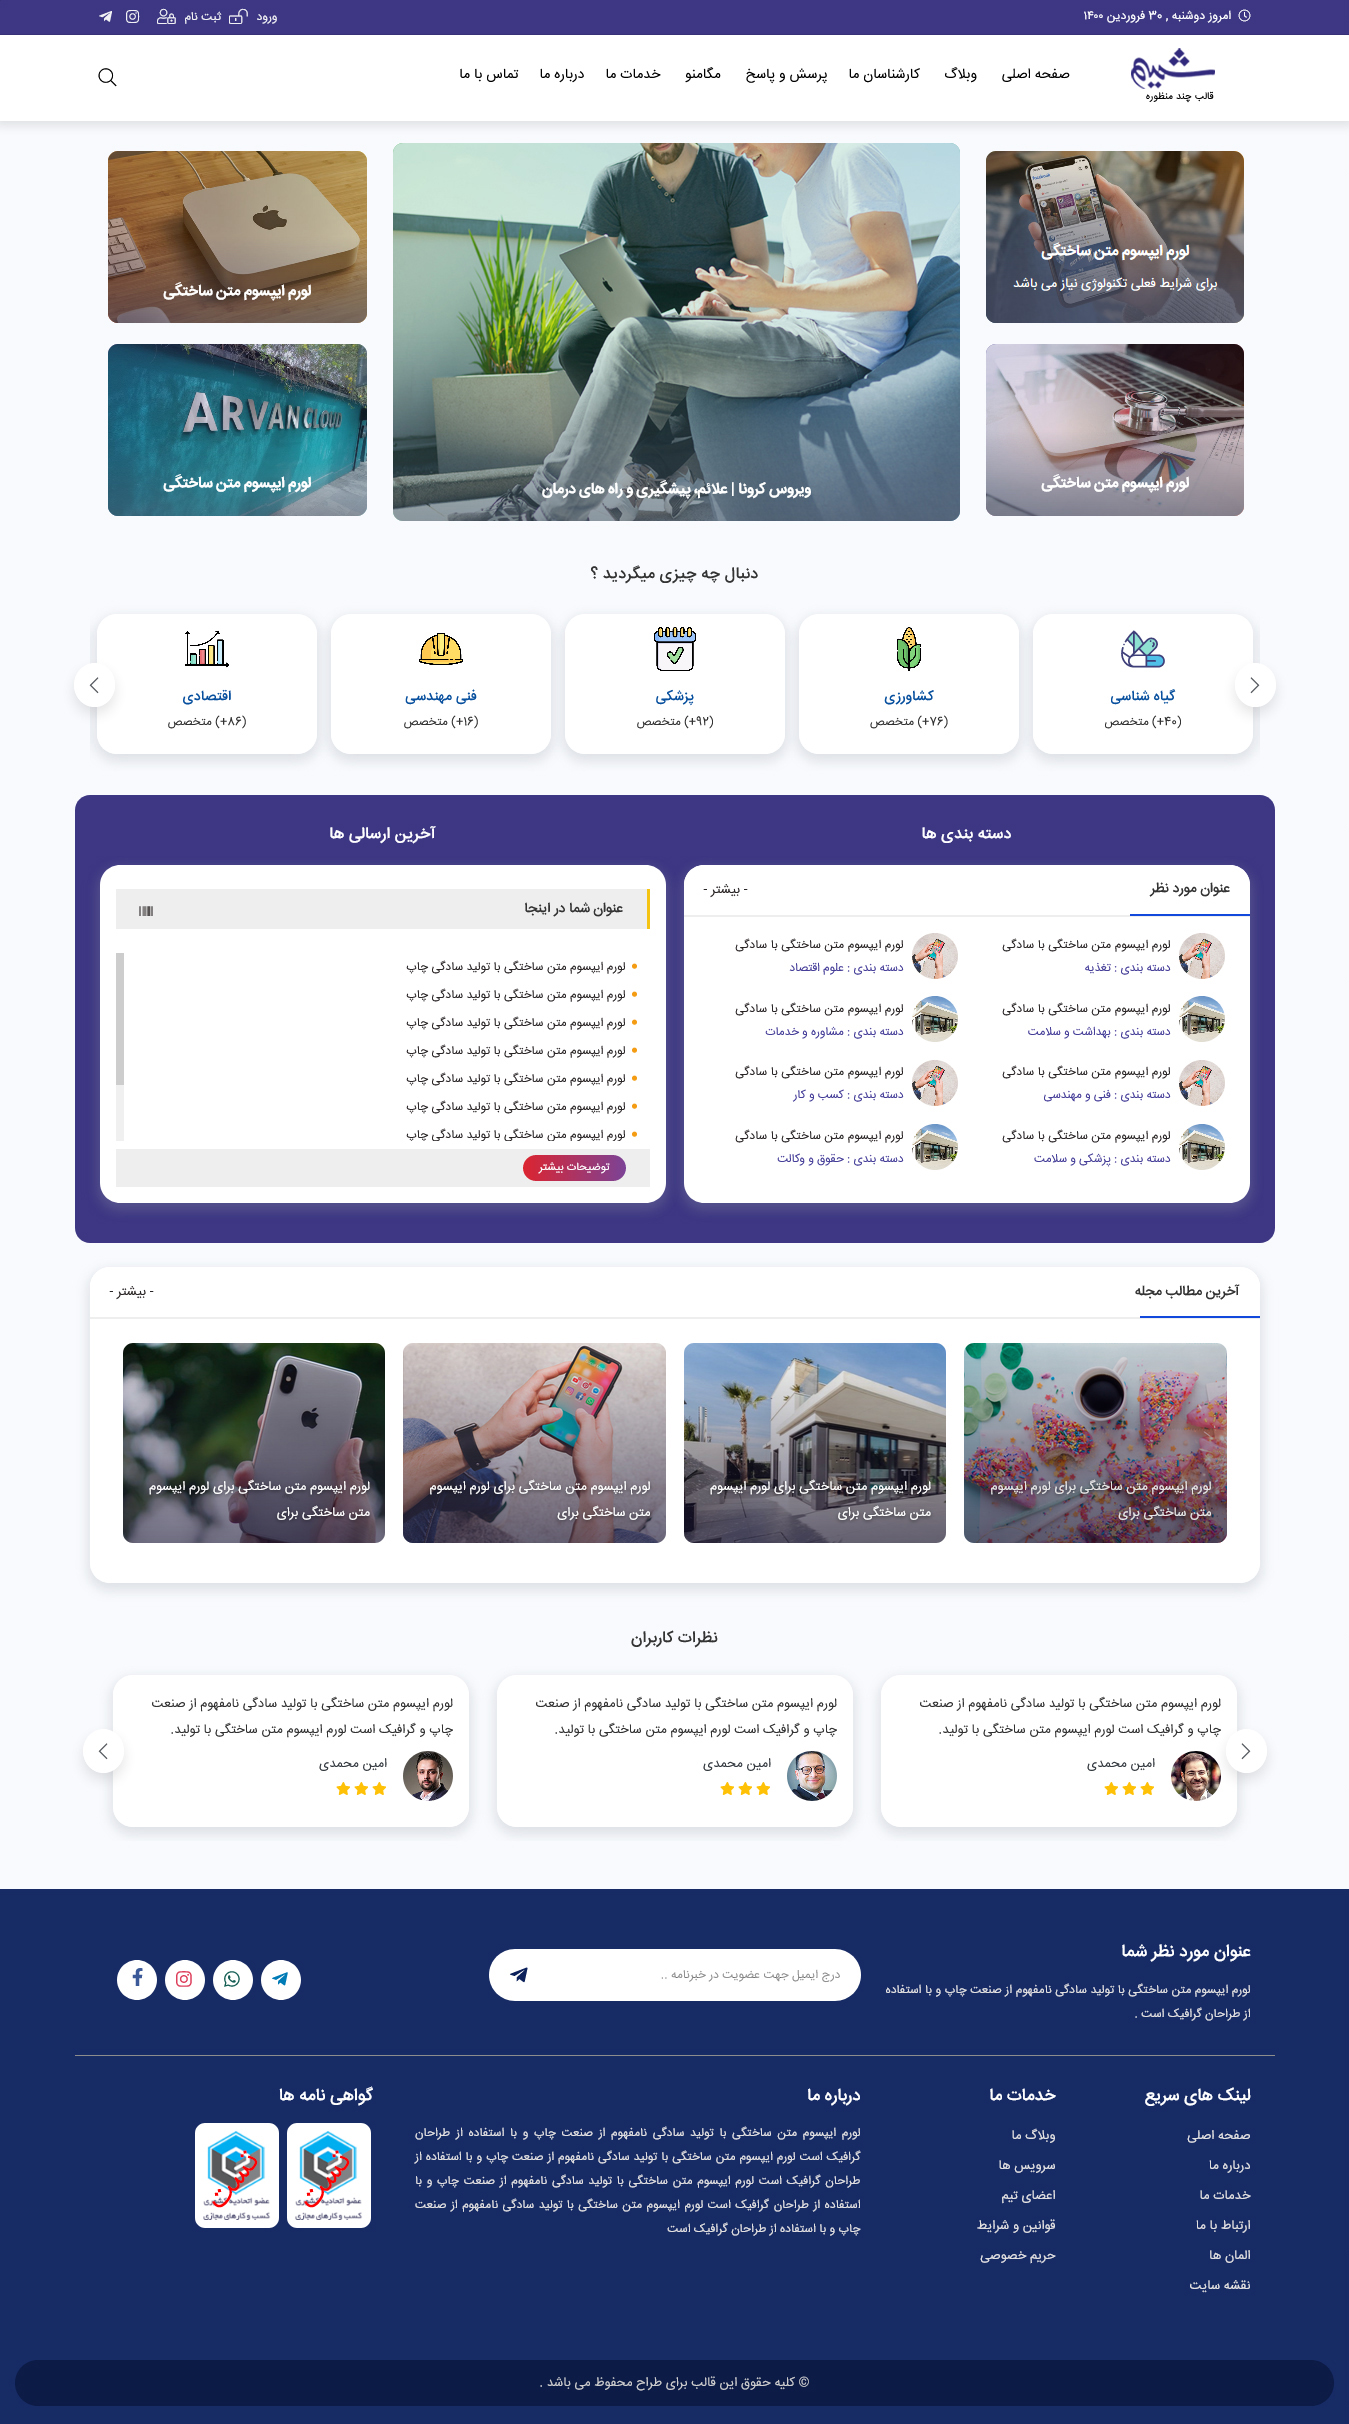 امروز دوشنبه , ۳۰ فروردین ۱۴۰۰
ورود
ثبت نام
شمیم
قالب چند منظوره
صفحه اصلی
وبلاگ
کارشناسان ما
پرسش و پاسخ
مگامنو
خدمات ما
درباره ما
تماس با ما
لورم ایپسوم متن ساختگی
برای شرایط فعلی تکنولوژی نیاز می باشد
لورم ایپسوم متن ساختگی
ویروس کرونا | علائم، پیشگیری و راه های درمان
لورم ایپسوم متن ساختگی
ARVANCLOUD
لورم ایپسوم متن ساختگی
دنبال چه چیزی میگردید ؟
گیاه شناسی
(۴۰+) متخصص
کشاورزی
(۷۶+) متخصص
پزشکی
(۹۲+) متخصص
فنی مهندسی
(۱۶+) متخصص
اقتصادی
(۸۶+) متخصص
دسته بندی ها
عنوان مورد نظر
- بیشتر -
لورم ایپسوم متن ساختگی با سادگی
دسته بندی : تغذیه
لورم ایپسوم متن ساختگی با سادگی
دسته بندی : علوم اقتصاد
لورم ایپسوم متن ساختگی با سادگی
دسته بندی : بهداشت و سلامت
لورم ایپسوم متن ساختگی با سادگی
دسته بندی : مشاوره و خدمات
لورم ایپسوم متن ساختگی با سادگی
دسته بندی : فنی و مهندسی
لورم ایپسوم متن ساختگی با سادگی
دسته بندی : کسب و کار
لورم ایپسوم متن ساختگی با سادگی
دسته بندی : پزشکی و سلامت
لورم ایپسوم متن ساختگی با سادگی
دسته بندی : حقوق و وکالت
آخرین ارسالی ها
عنوان شما در اینجا
لورم ایپسوم متن ساختگی با تولید سادگی چاپ
لورم ایپسوم متن ساختگی با تولید سادگی چاپ
لورم ایپسوم متن ساختگی با تولید سادگی چاپ
لورم ایپسوم متن ساختگی با تولید سادگی چاپ
لورم ایپسوم متن ساختگی با تولید سادگی چاپ
لورم ایپسوم متن ساختگی با تولید سادگی چاپ
لورم ایپسوم متن ساختگی با تولید سادگی چاپ
توضیحات بیشتر
آخرین مطالب مجله
- بیشتر -
لورم ایپسوم متن ساختگی برای لورم ایپسوم
متن ساختگی برای
لورم ایپسوم متن ساختگی برای لورم ایپسوم
متن ساختگی برای
لورم ایپسوم متن ساختگی برای لورم ایپسوم
متن ساختگی برای
لورم ایپسوم متن ساختگی برای لورم ایپسوم
متن ساختگی برای
نظرات کاربران
لورم ایپسوم متن ساختگی با تولید سادگی نامفهوم از صنعت
چاپ و گرافیک است لورم ایپسوم متن ساختگی با تولید.
امین محمدی
لورم ایپسوم متن ساختگی با تولید سادگی نامفهوم از صنعت
چاپ و گرافیک است لورم ایپسوم متن ساختگی با تولید.
امین محمدی
لورم ایپسوم متن ساختگی با تولید سادگی نامفهوم از صنعت
چاپ و گرافیک است لورم ایپسوم متن ساختگی با تولید.
امین محمدی
عنوان مورد نظر شما
لورم ایپسوم متن ساختگی با تولید سادگی نامفهوم از صنعت چاپ و با استفاده
از طراحان گرافیک است .
درج ایمیل جهت عضویت در خبرنامه ..
لینک های سریع
صفحه اصلی
درباره ما
خدمات ما
ارتباط با ما
المان ها
نقشه سایت
خدمات ما
وبلاگ ما
سرویس ها
اعضای تیم
قوانین و شرایط
حریم خصوصی
درباره ما
لورم ایپسوم متن ساختگی با تولید سادگی نامفهوم از صنعت چاپ و با استفاده از طراحان
گرافیک است لورم ایپسوم متن ساختگی با تولید سادگی نامفهوم از صنعت چاپ و با استفاده از
طراحان گرافیک است لورم ایپسوم متن ساختگی با تولید سادگی نامفهوم از صنعت چاپ و با
استفاده از طراحان گرافیک است لورم ایپسوم متن ساختگی با تولید سادگی نامفهوم از صنعت
چاپ و با استفاده از طراحان گرافیک است
گواهی نامه ها
تست
عضو اتحادیه کشوری
کسب و کارهای مجازی
تست
عضو اتحادیه کشوری
کسب و کارهای مجازی
© کلیه حقوق این قالب برای طراح محفوظ می باشد .